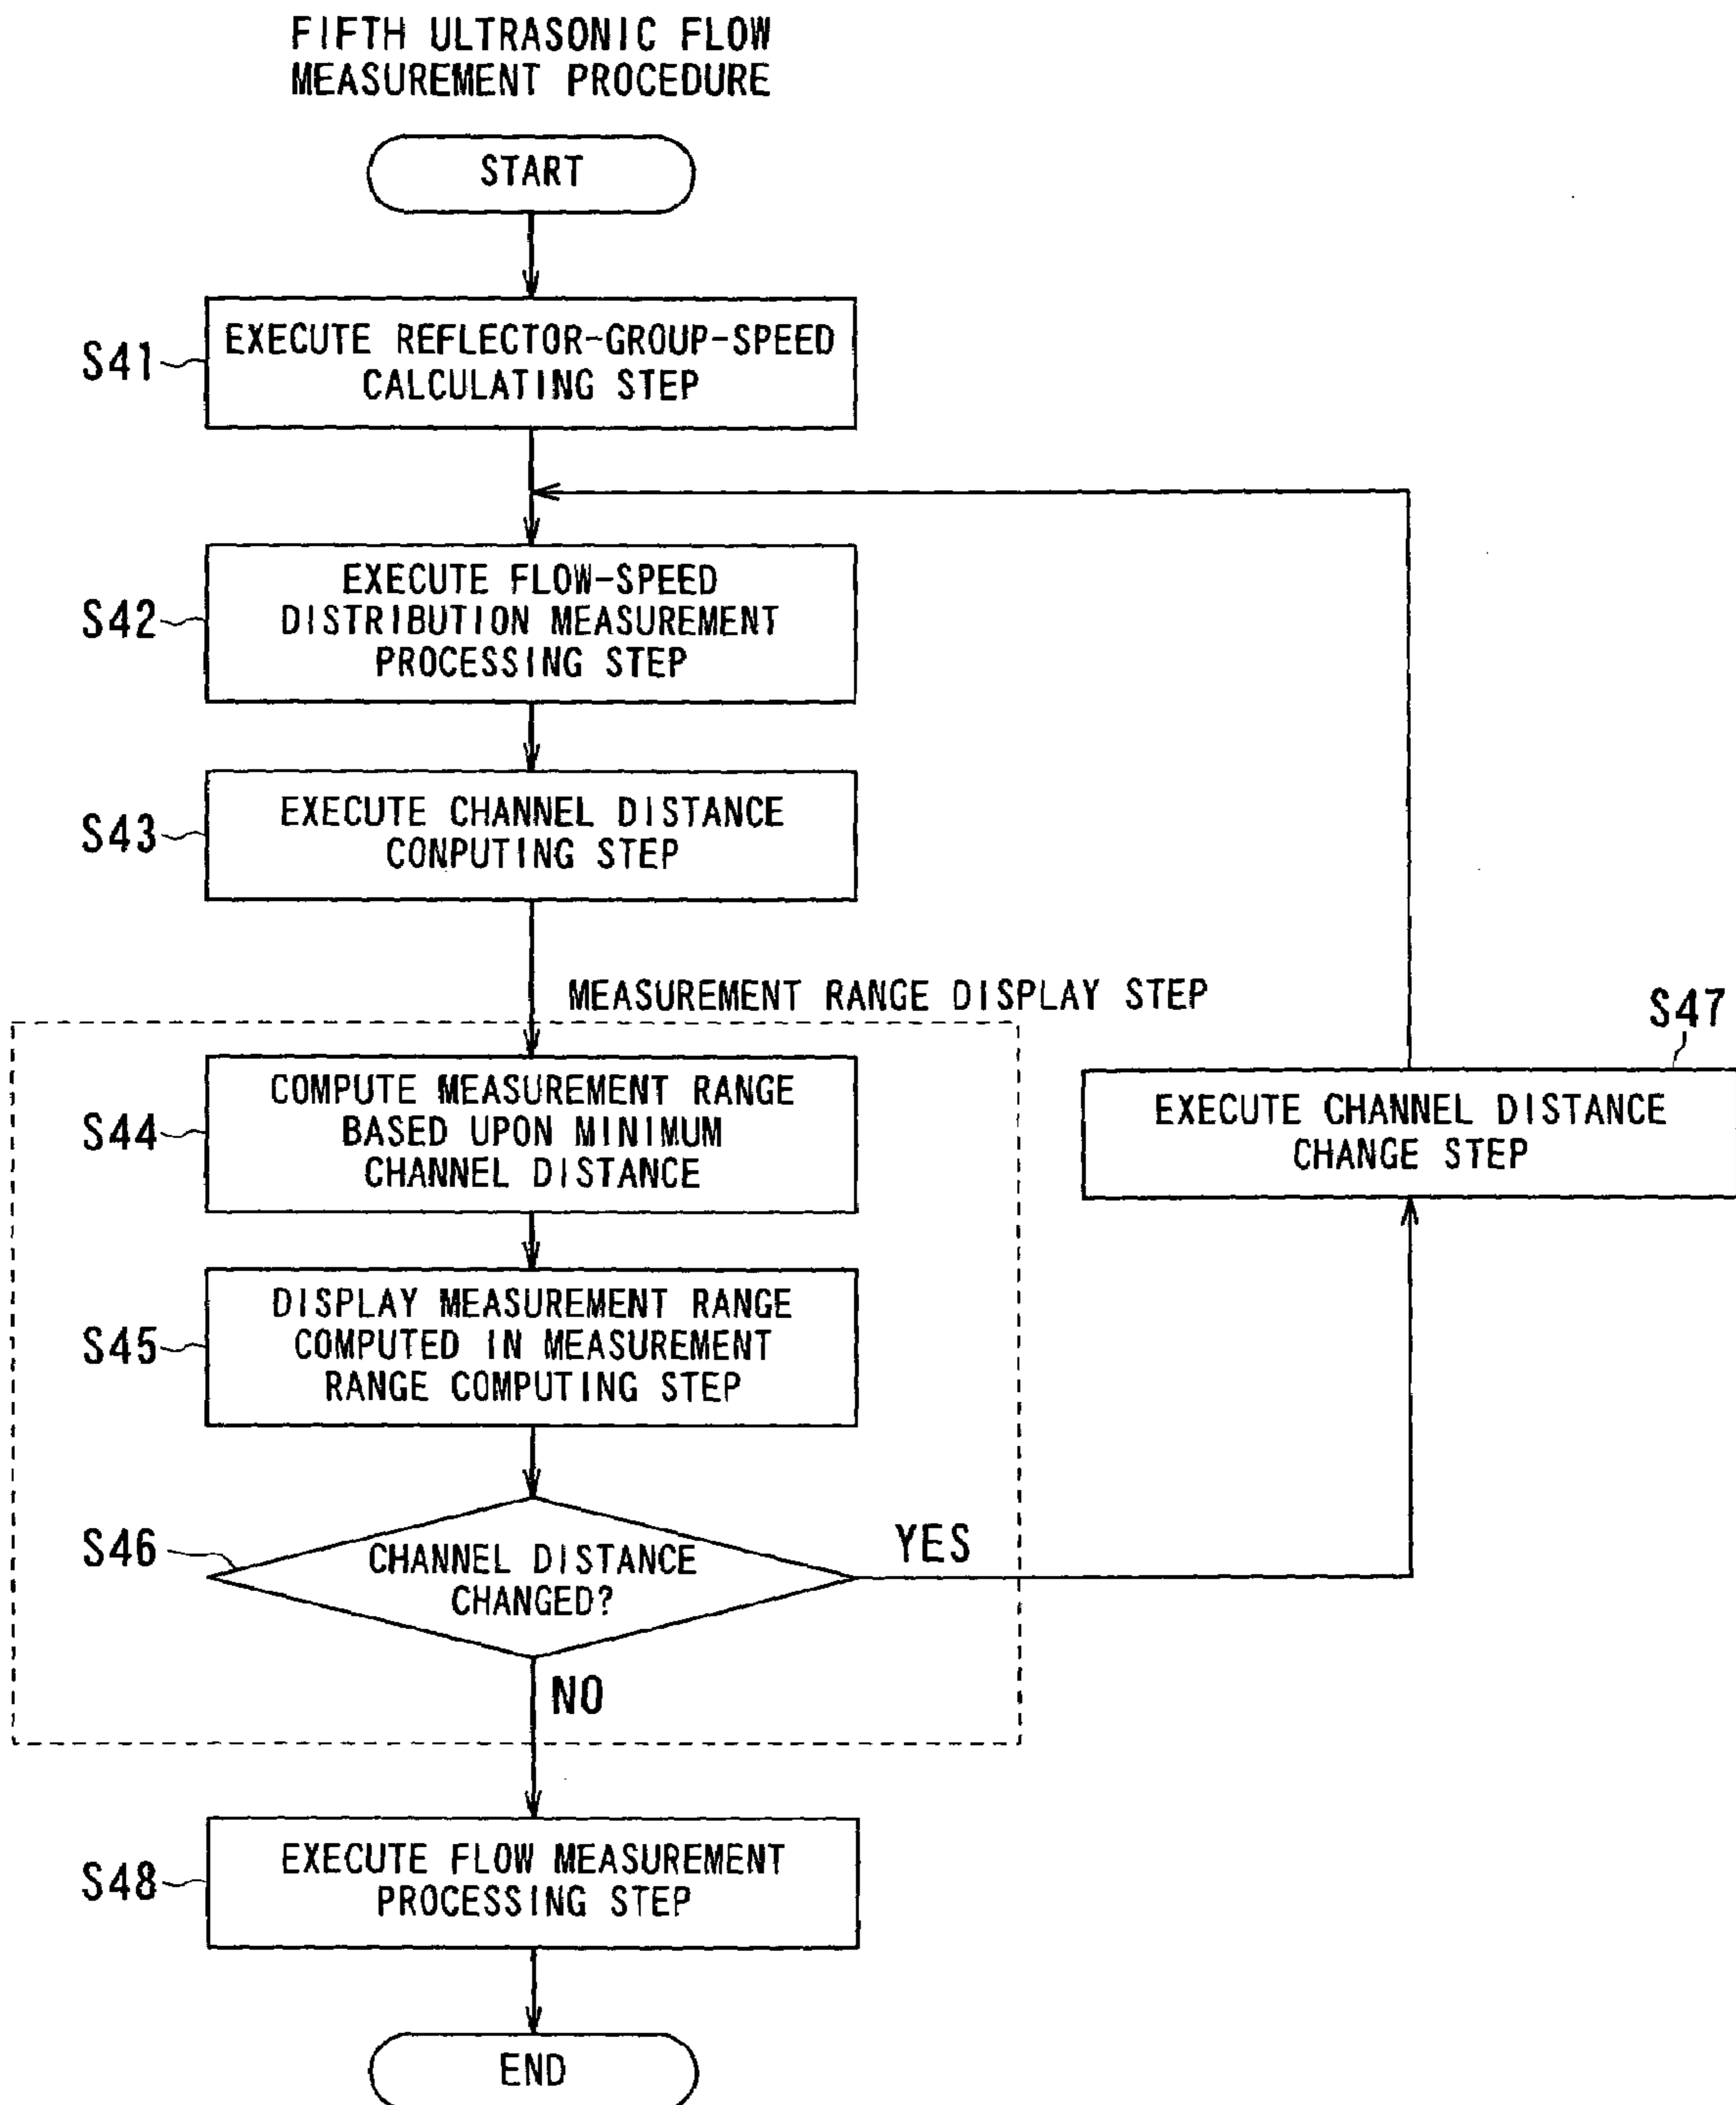 FIFTH ULTRASONIC FLOW
MEASUREMENT PROCEDURE
START
S41
EXECUTE REFLECTOR-GROUP-SPEED
CALCULATING STEP
S42
EXECUTE FLOW-SPEED
DISTRIBUTION MEASUREMENT
PROCESSING STEP
S43
EXECUTE CHANNEL DISTANCE
CONPUTING STEP
MEASUREMENT RANGE DISPLAY STEP
S44
COMPUTE MEASUREMENT RANGE
BASED UPON MINIMUM
CHANNEL DISTANCE
S47
EXECUTE CHANNEL DISTANCE
CHANGE STEP
S45
DISPLAY MEASUREMENT RANGE
COMPUTED IN MEASUREMENT
RANGE COMPUTING STEP
S46
CHANNEL DISTANCE
CHANGED?
YES
NO
S48
EXECUTE FLOW MEASUREMENT
PROCESSING STEP
END